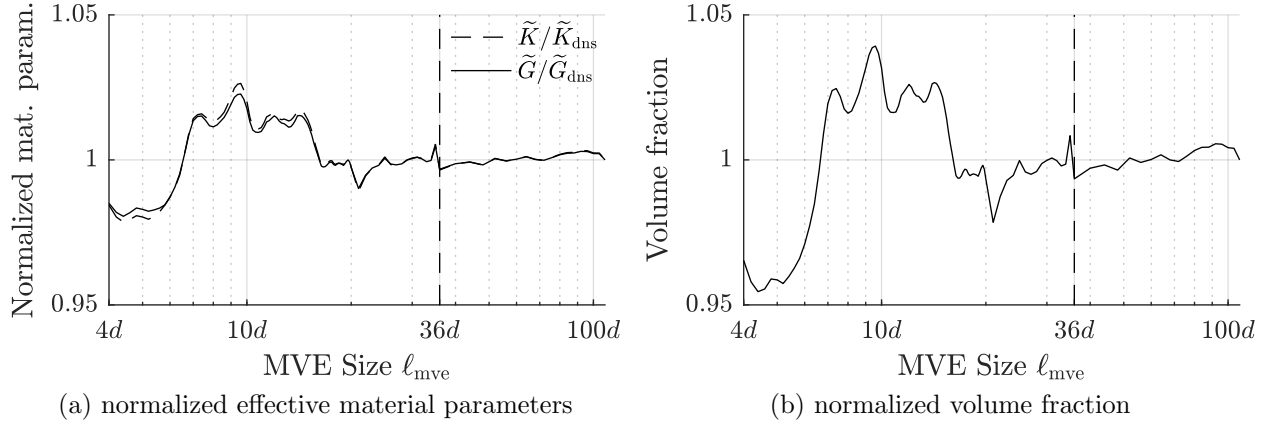 Normalized mat. param.
1.05
1
0.95
K̃/K̃dns
G̃/G̃dns
4d 10d 36d 100d
MVE Size ℓmve
(a) normalized effective material parameters
Volume fraction
1.05
1
0.95
4d 10d 36d 100d
MVE Size ℓmve
(b) normalized volume fraction